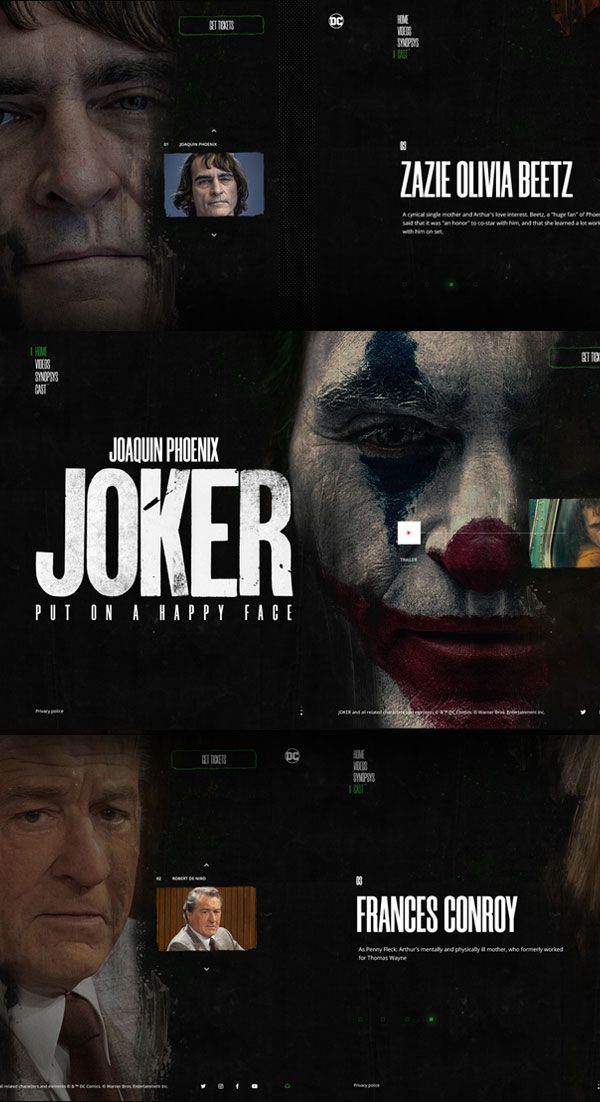 GET TICKETS
DC
HOME
VIDEOS
SYNOPSYS
CAST
01 JOAQUIN PHOENIX
03
ZAZIE OLIVIA BEETZ
A cynical single mother and Arthur's love interest. Beetz, a "huge fan" of Phoe
said that it was "an honor" to co-star with him, and that she learned a lot work
with him on set,
HOME
VIDEOS
SYNOPSYS
CAST
GET TICK
JOAQUIN PHOENIX
JOKER
PUT ON A HAPPY FACE
TRAILER
Privacy police
JOKER and all related characters and elements © & ™ DC Comics. © Warner Bros. Entertainment Inc.
GET TICKETS
DC
HOME
VIDEOS
SYNOPSYS
CAST
02 ROBERT DE NIRO
03
FRANCES CONROY
As Penny Fleck: Arthur's mentally and physically ill mother, who formerly worked
for Thomas Wayne
all related characters and elements © & ™ DC Comics. © Warner Bros. Entertainment Inc.
Privacy police